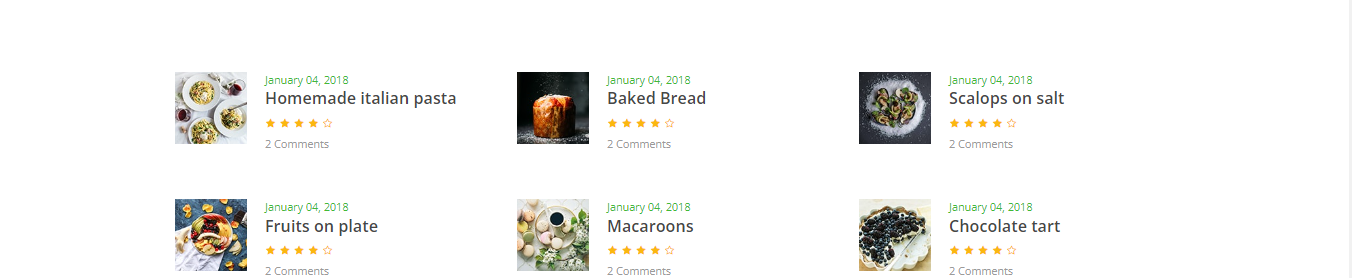 January 04, 2018
Homemade italian pasta
2 Comments
January 04, 2018
Baked Bread
2 Comments
January 04, 2018
Scalops on salt
2 Comments
January 04, 2018
Fruits on plate
2 Comments
January 04, 2018
Macaroons
2 Comments
January 04, 2018
Chocolate tart
2 Comments